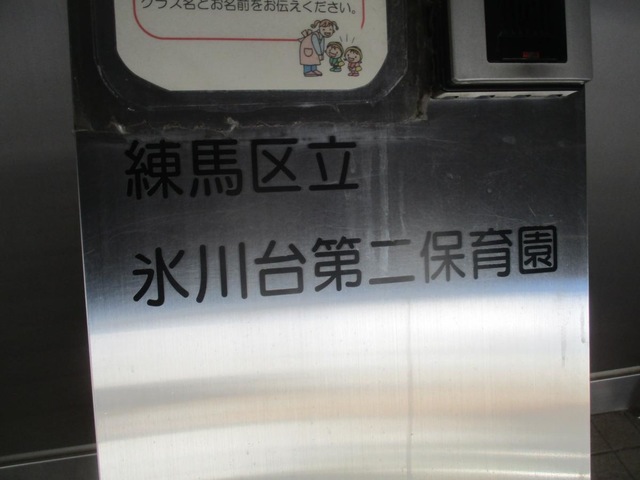 クラス名とお名前をお伝えください。
練馬区立
氷川台第二保育園